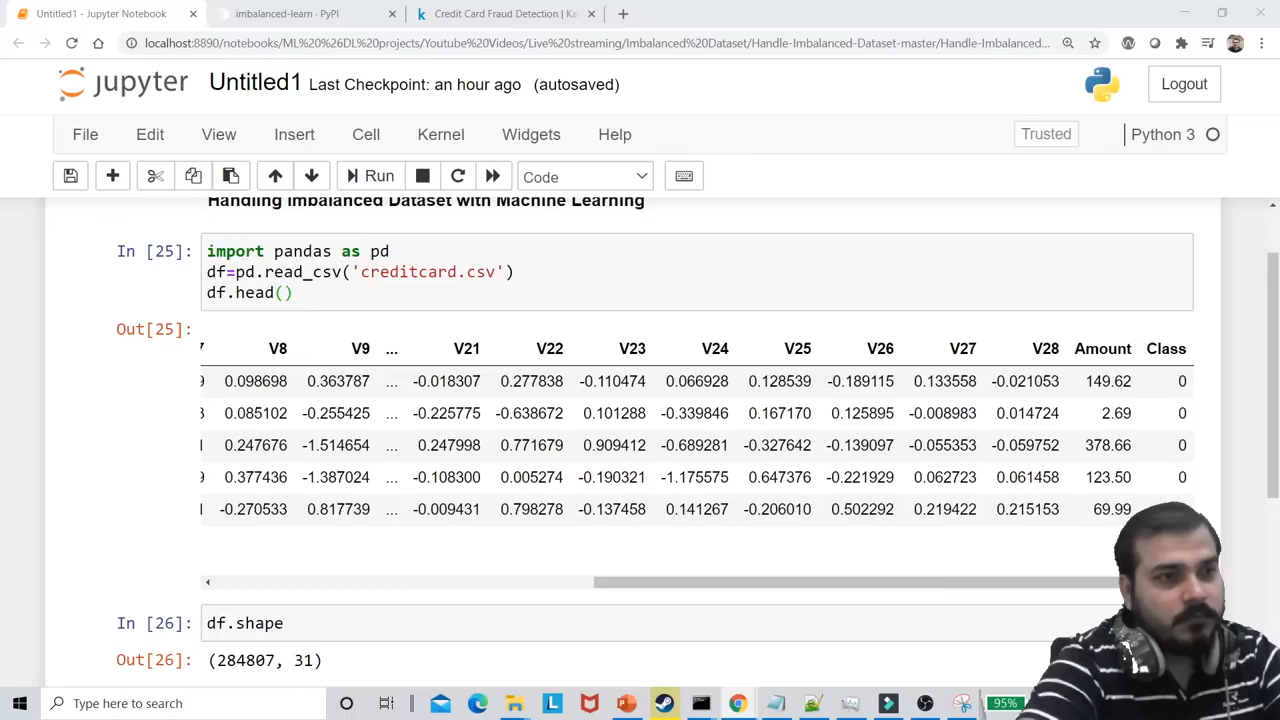 Untitled1 - Jupyter Notebook
imbalanced-learn · PyPI
Credit Card Fraud Detection | Ka
localhost:8890/notebooks/ML%20%26%20DL%20projects/Youtube%20Videos/Live%20streaming/Imbalanced%20Dataset/Handle-Imbalanced-Dataset-master/Handle-Imbalanced...
jupyter Untitled1 Last Checkpoint: an hour ago (autosaved)
Logout
File Edit View Insert Cell Kernel Widgets Help
Trusted
Python 3
Run
Code
Handling Imbalanced Dataset with Machine Learning
In [25]: import pandas as pd
df=pd.read_csv('creditcard.csv')
df.head()
Out[25]:
V8 V9 ... V21 V22 V23 V24 V25 V26 V27 V28 Amount Class
9 0.098698 0.363787 ... -0.018307 0.277838 -0.110474 0.066928 0.128539 -0.189115 0.133558 -0.021053 149.62 0
3 0.085102 -0.255425 ... -0.225775 -0.638672 0.101288 -0.339846 0.167170 0.125895 -0.008983 0.014724 2.69 0
1 0.247676 -1.514654 ... 0.247998 0.771679 0.909412 -0.689281 -0.327642 -0.139097 -0.055353 -0.059752 378.66 0
9 0.377436 -1.387024 ... -0.108300 0.005274 -0.190321 -1.175575 0.647376 -0.221929 0.062723 0.061458 123.50 0
1 -0.270533 0.817739 ... -0.009431 0.798278 -0.137458 0.141267 -0.206010 0.502292 0.219422 0.215153 69.99
In [26]: df.shape
Out[26]: (284807, 31)
Type here to search
95%